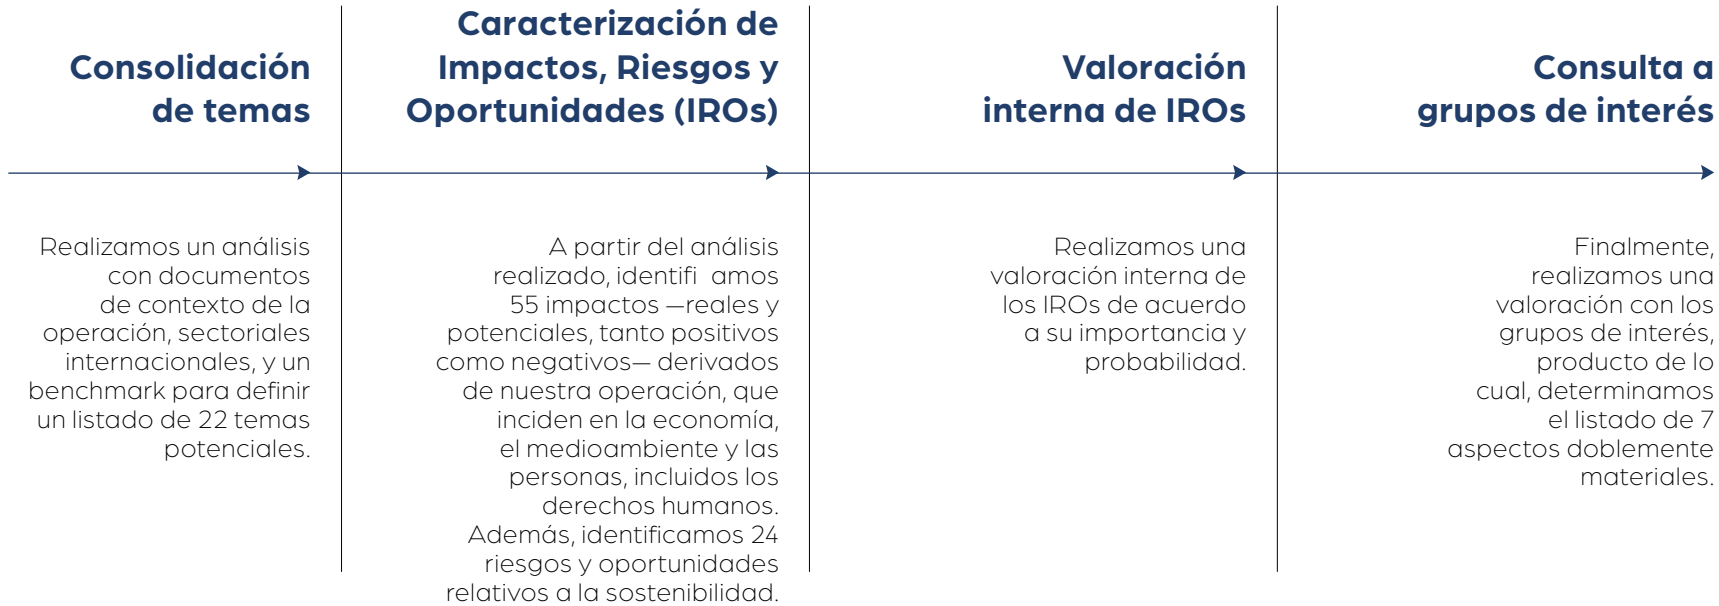 Consolidación
de temas
Realizamos un análisis
con documentos
de contexto de la
operación, sectoriales
internacionales, y un
benchmark para definir
un listado de 22 temas
potenciales.
Caracterización de
Impactos, Riesgos y
Oportunidades (IROs)
A partir del análisis
realizado, identifi amos
55 impactos —reales y
potenciales, tanto positivos
como negativos— derivados
de nuestra operación, que
inciden en la economía,
el medioambiente y las
personas, incluidos los
derechos humanos.
Además, identificamos 24
riesgos y oportunidades
relativos a la sostenibilidad.
Valoración
interna de IROs
Realizamos una
valoración interna de
los IROs de acuerdo
a su importancia y
probabilidad.
Consulta a
grupos de interés
Finalmente,
realizamos una
valoración con los
grupos de interés,
producto de lo
cual, determinamos
el listado de 7
aspectos doblemente
materiales.